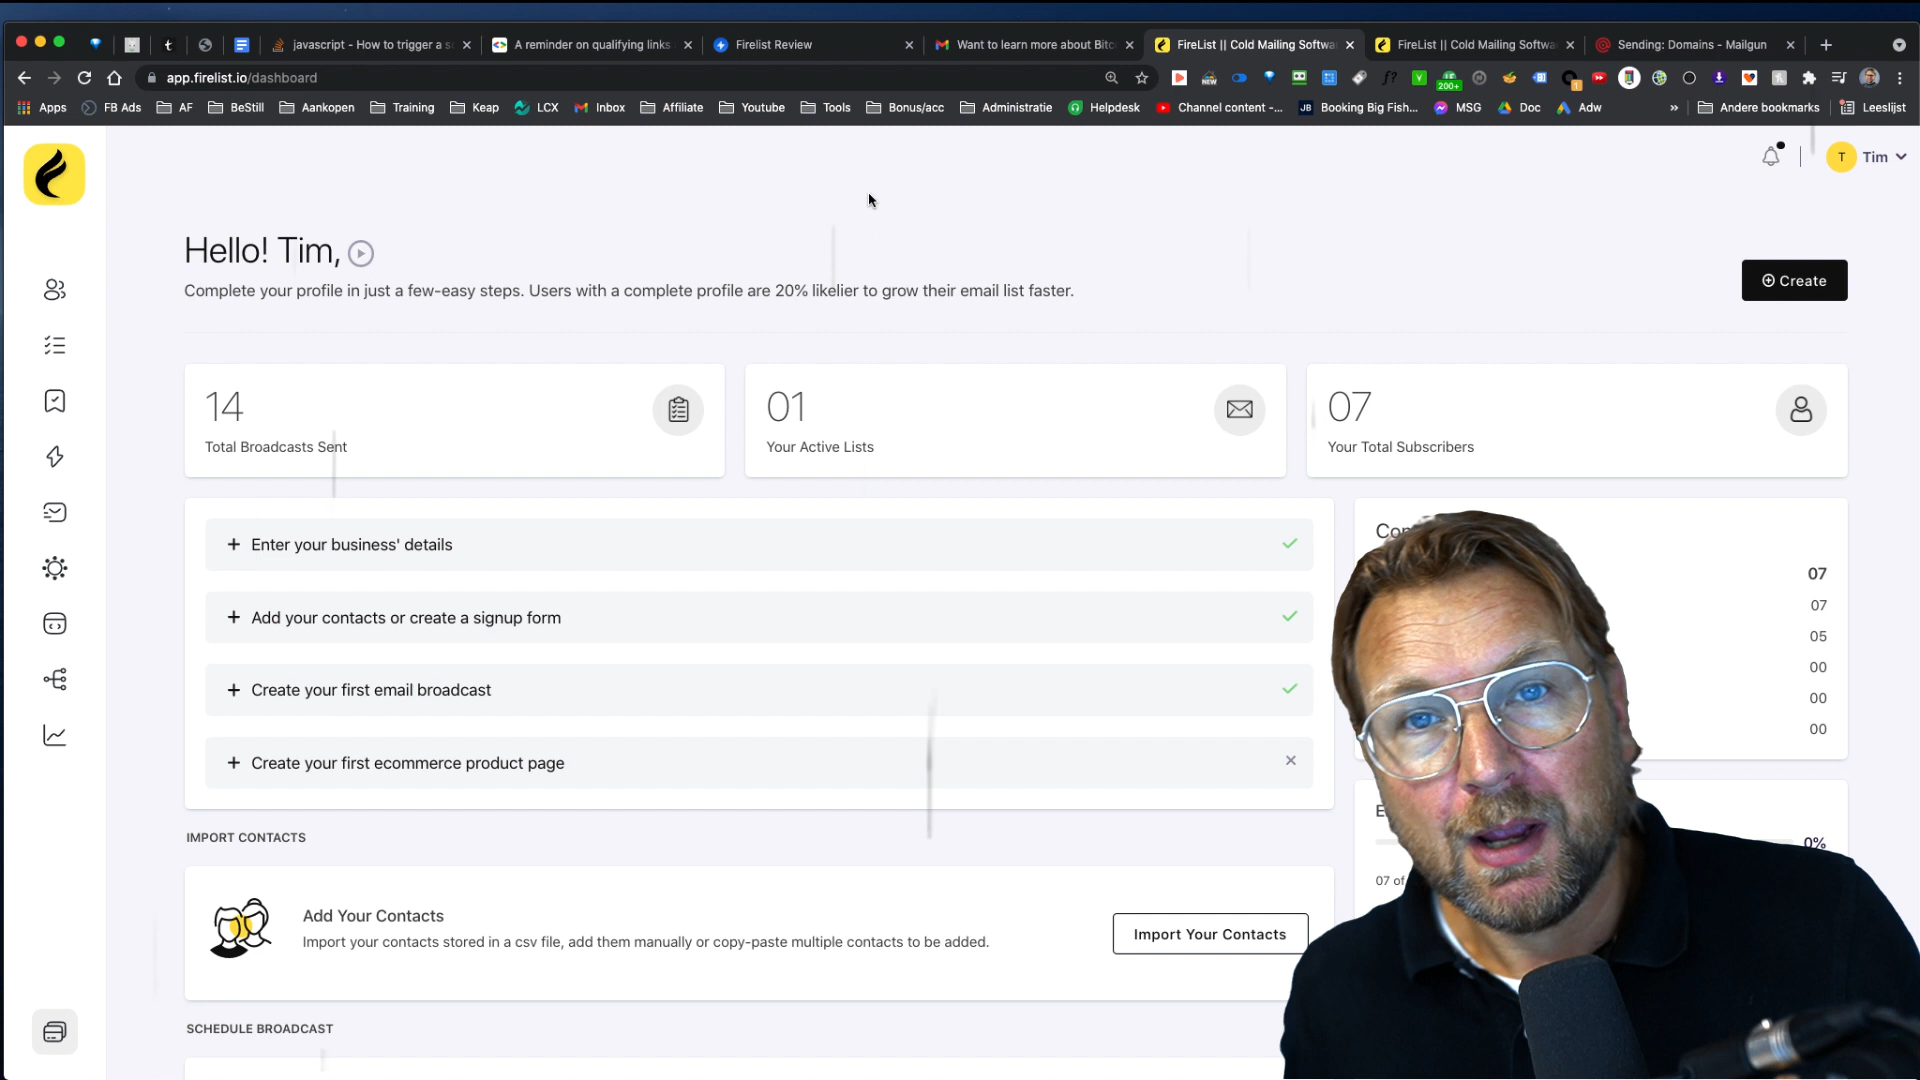 javascript - How to trigger a s
A reminder on qualifying links
Firelist Review
Want to learn more about Bitc
FireList || Cold Mailing Softwa
FireList || Cold Mailing Softwa
Sending: Domains - Mailgun
app.firelist.io/dashboard
Apps
FB Ads
AF
BeStill
Aankopen
Training
Keap
LCX
Inbox
Affiliate
Youtube
Tools
Bonus/acc
Administratie
Helpdesk
Channel content -...
JB Booking Big Fish...
MSG
Doc
Adw
»
Andere bookmarks
Leeslijst
T Tim
Hello! Tim,
Complete your profile in just a few-easy steps. Users with a complete profile are 20% likelier to grow their email list faster.
Create
14
Total Broadcasts Sent
01
Your Active Lists
07
Your Total Subscribers
+ Enter your business' details
+ Add your contacts or create a signup form
+ Create your first email broadcast
+ Create your first ecommerce product page
07
07
05
00
00
00
0%
07 of
IMPORT CONTACTS
Add Your Contacts
Import your contacts stored in a csv file, add them manually or copy-paste multiple contacts to be added.
Import Your Contacts
SCHEDULE BROADCAST